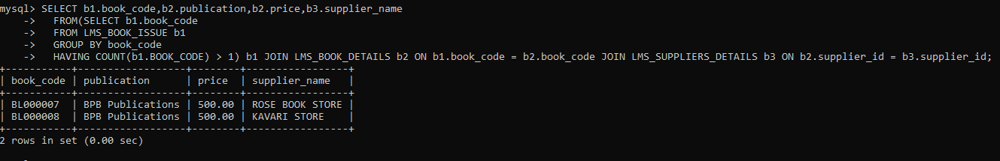 mysql> SELECT b1.book_code,b2.publication,b2.price,b3.supplier_name
    ->   FROM(SELECT b1.book_code
    ->   FROM LMS_BOOK_ISSUE b1
    ->   GROUP BY book_code
    ->   HAVING COUNT(b1.BOOK_CODE) > 1) b1 JOIN LMS_BOOK_DETAILS b2 ON b1.book_code = b2.book_code JOIN LMS_SUPPLIERS_DETAILS b3 ON b2.supplier_id = b3.supplier_id;
+-----------+------------------+--------+-----------------+
| book_code | publication      | price  | supplier_name   |
+-----------+------------------+--------+-----------------+
| BL000007  | BPB Publications | 500.00 | ROSE BOOK STORE |
| BL000008  | BPB Publications | 500.00 | KAVARI STORE    |
+-----------+------------------+--------+-----------------+
2 rows in set (0.00 sec)